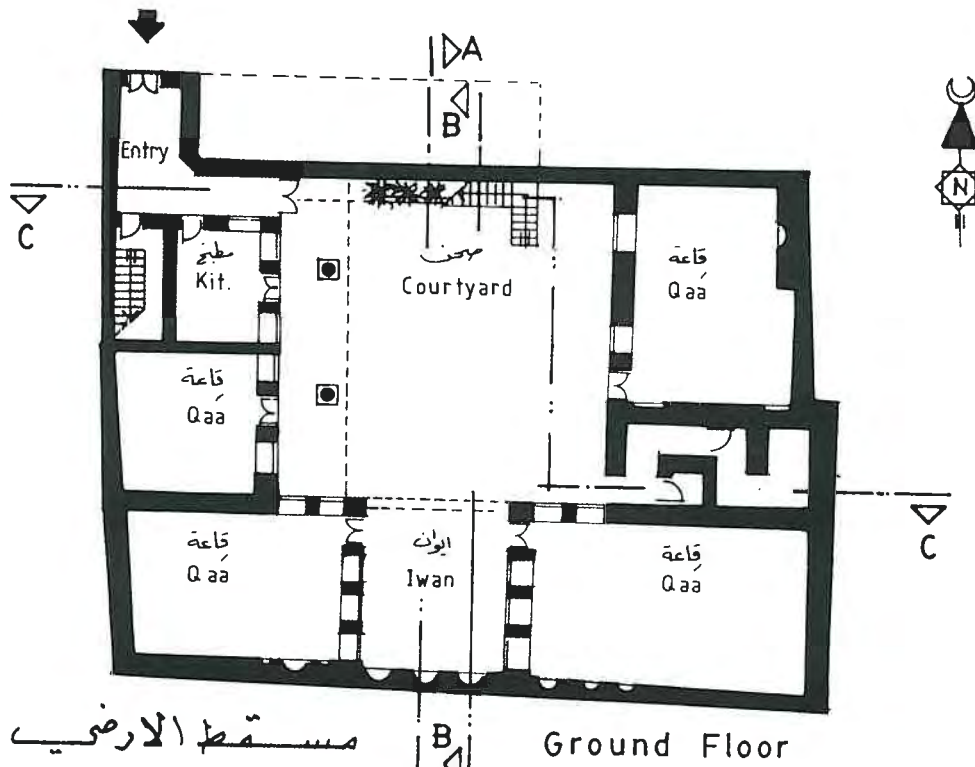 A
B
Entry
N
C
مطبخ
Kit.
صحن
Courtyard
قاعة
Qaa
قاعة
Qaa
قاعة
Qaa
ايوان
Iwan
قاعة
Qaa
C
مسقط الارضي
B
Ground Floor